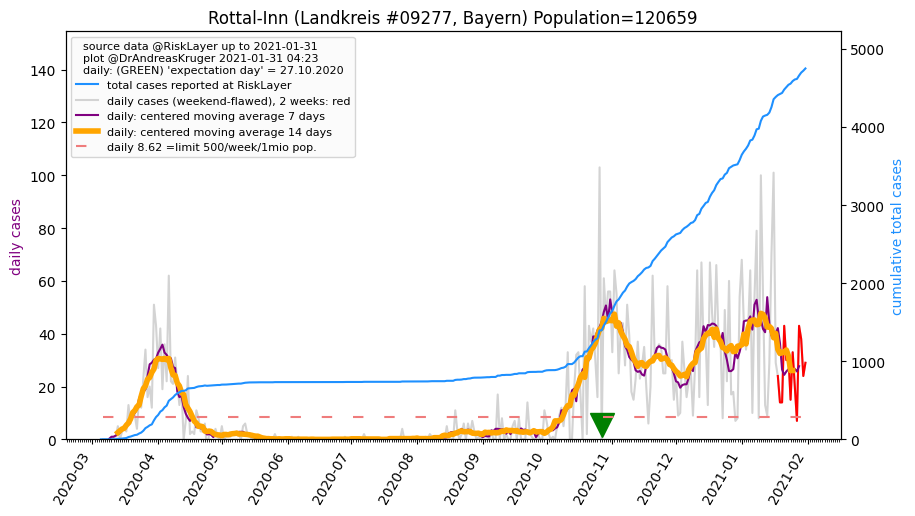 Rottal-Inn (Landkreis #09277, Bayern) Population=120659
source data @RiskLayer up to 2021-01-31
plot @DrAndreasKruger 2021-01-31 04:23
daily: (GREEN) 'expectation day' = 27.10.2020
total cases reported at RiskLayer
daily cases (weekend-flawed), 2 weeks: red
daily: centered moving average 7 days
daily: centered moving average 14 days
daily 8.62 =limit 500/week/1mio pop.
daily cases
140
120
100
80
60
40
20
0
cumulative total cases
5000
4000
3000
2000
1000
0
2020-03
2020-04
2020-05
2020-06
2020-07
2020-08
2020-09
2020-10
2020-11
2020-12
2021-01
2021-02